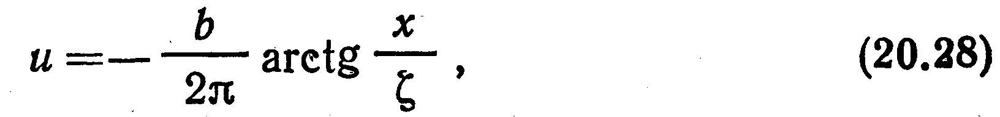 u = − b/2π arctg x/ζ , (20.28)